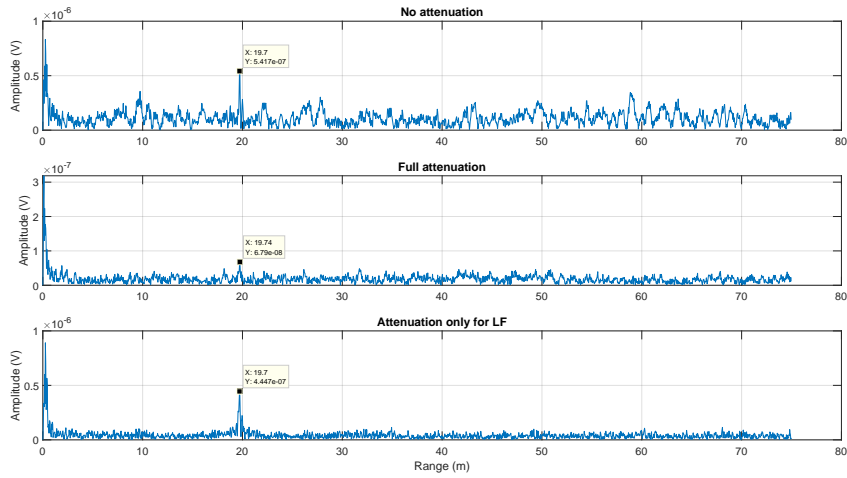 No attenuation
×10^-6
Amplitude (V)
1
0.5
0
X: 19.7
Y: 5.417e-07
0 10 20 30 40 50 60 70 80
Full attenuation
×10^-7
Amplitude (V)
3
2
1
0
X: 19.74
Y: 6.79e-08
0 10 20 30 40 50 60 70 80
Attenuation only for LF
×10^-6
Amplitude (V)
1
0.5
0
X: 19.7
Y: 4.447e-07
0 10 20 30 40 50 60 70 80
Range (m)